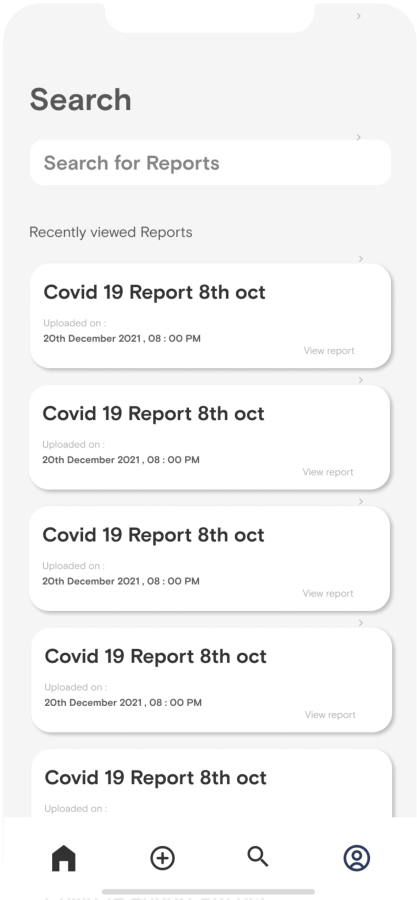 Search
Search for Reports
Recently viewed Reports
Covid 19 Report 8th oct
Uploaded on :
20th December 2021 , 08 : 00 PM
View report
Covid 19 Report 8th oct
Uploaded on :
20th December 2021 , 08 : 00 PM
View report
Covid 19 Report 8th oct
Uploaded on :
20th December 2021 , 08 : 00 PM
View report
Covid 19 Report 8th oct
Uploaded on :
20th December 2021 , 08 : 00 PM
View report
Covid 19 Report 8th oct
Uploaded on :